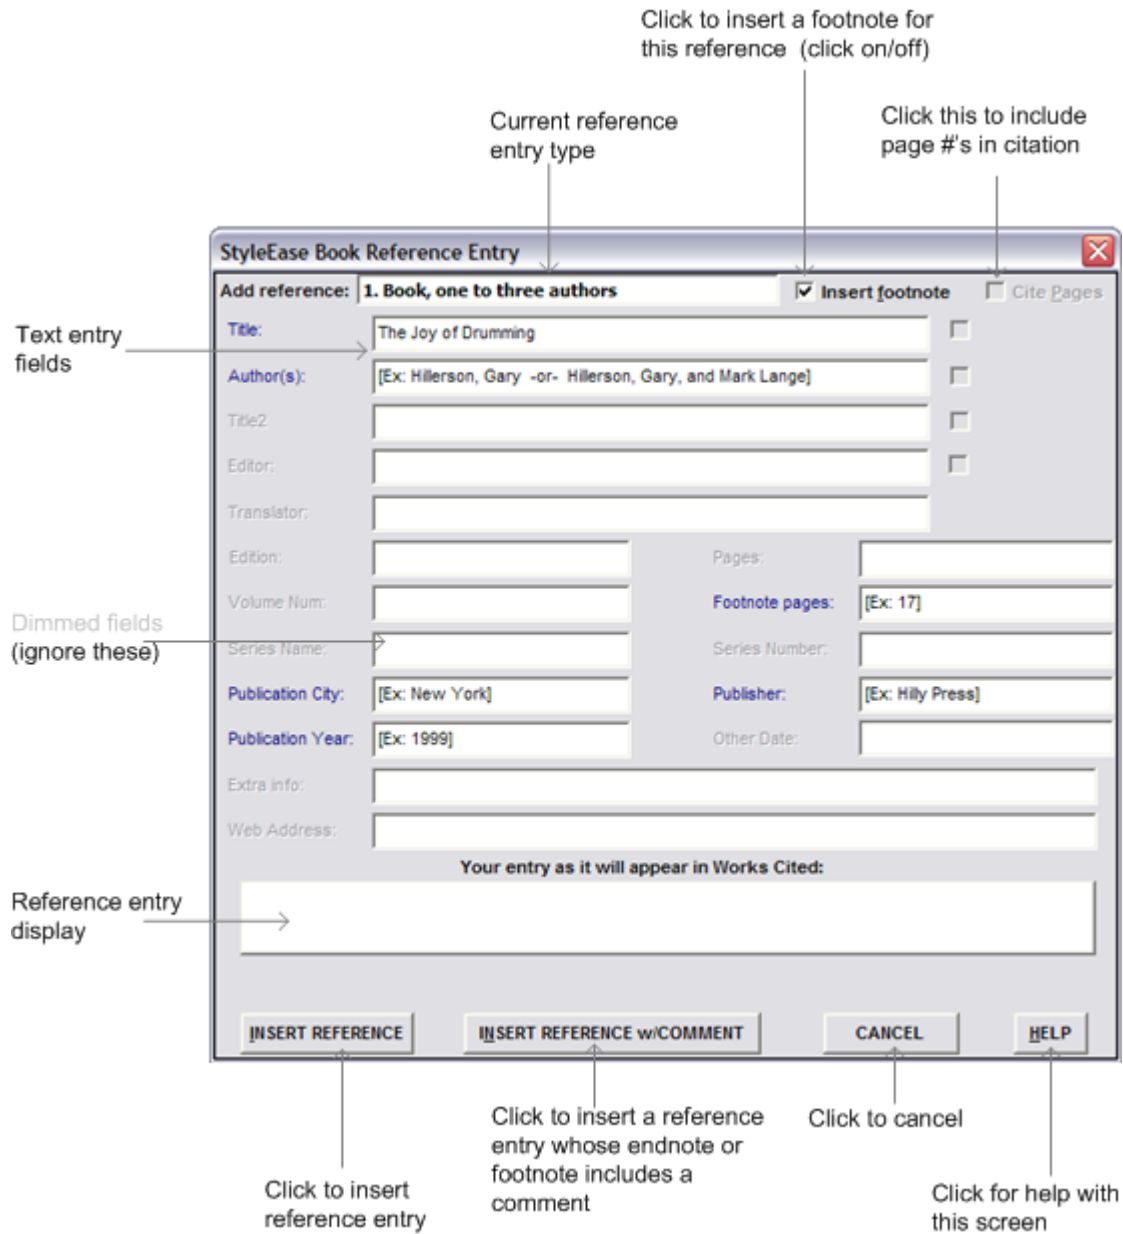 Click to insert a footnote for
this reference  (click on/off)
Current reference
entry type
Click this to include
page #'s in citation
StyleEase Book Reference Entry
Add reference: 1. Book, one to three authors Insert footnote Cite Pages
Text entry
fields
Title: The Joy of Drumming
Author(s): [Ex: Hillerson, Gary  -or-  Hillerson, Gary, and Mark Lange]
Title2
Editor:
Translator:
Edition: Pages:
Volume Num: Footnote pages: [Ex: 17]
Dimmed fields
(ignore these)
Series Name: Series Number:
Publication City: [Ex: New York] Publisher: [Ex: Hilly Press]
Publication Year: [Ex: 1999] Other Date:
Extra info:
Web Address:
Your entry as it will appear in Works Cited:
Reference entry
display
INSERT REFERENCE INSERT REFERENCE w/COMMENT CANCEL HELP
Click to insert a reference
entry whose endnote or
footnote includes a
comment
Click to cancel
Click to insert
reference entry
Click for help with
this screen